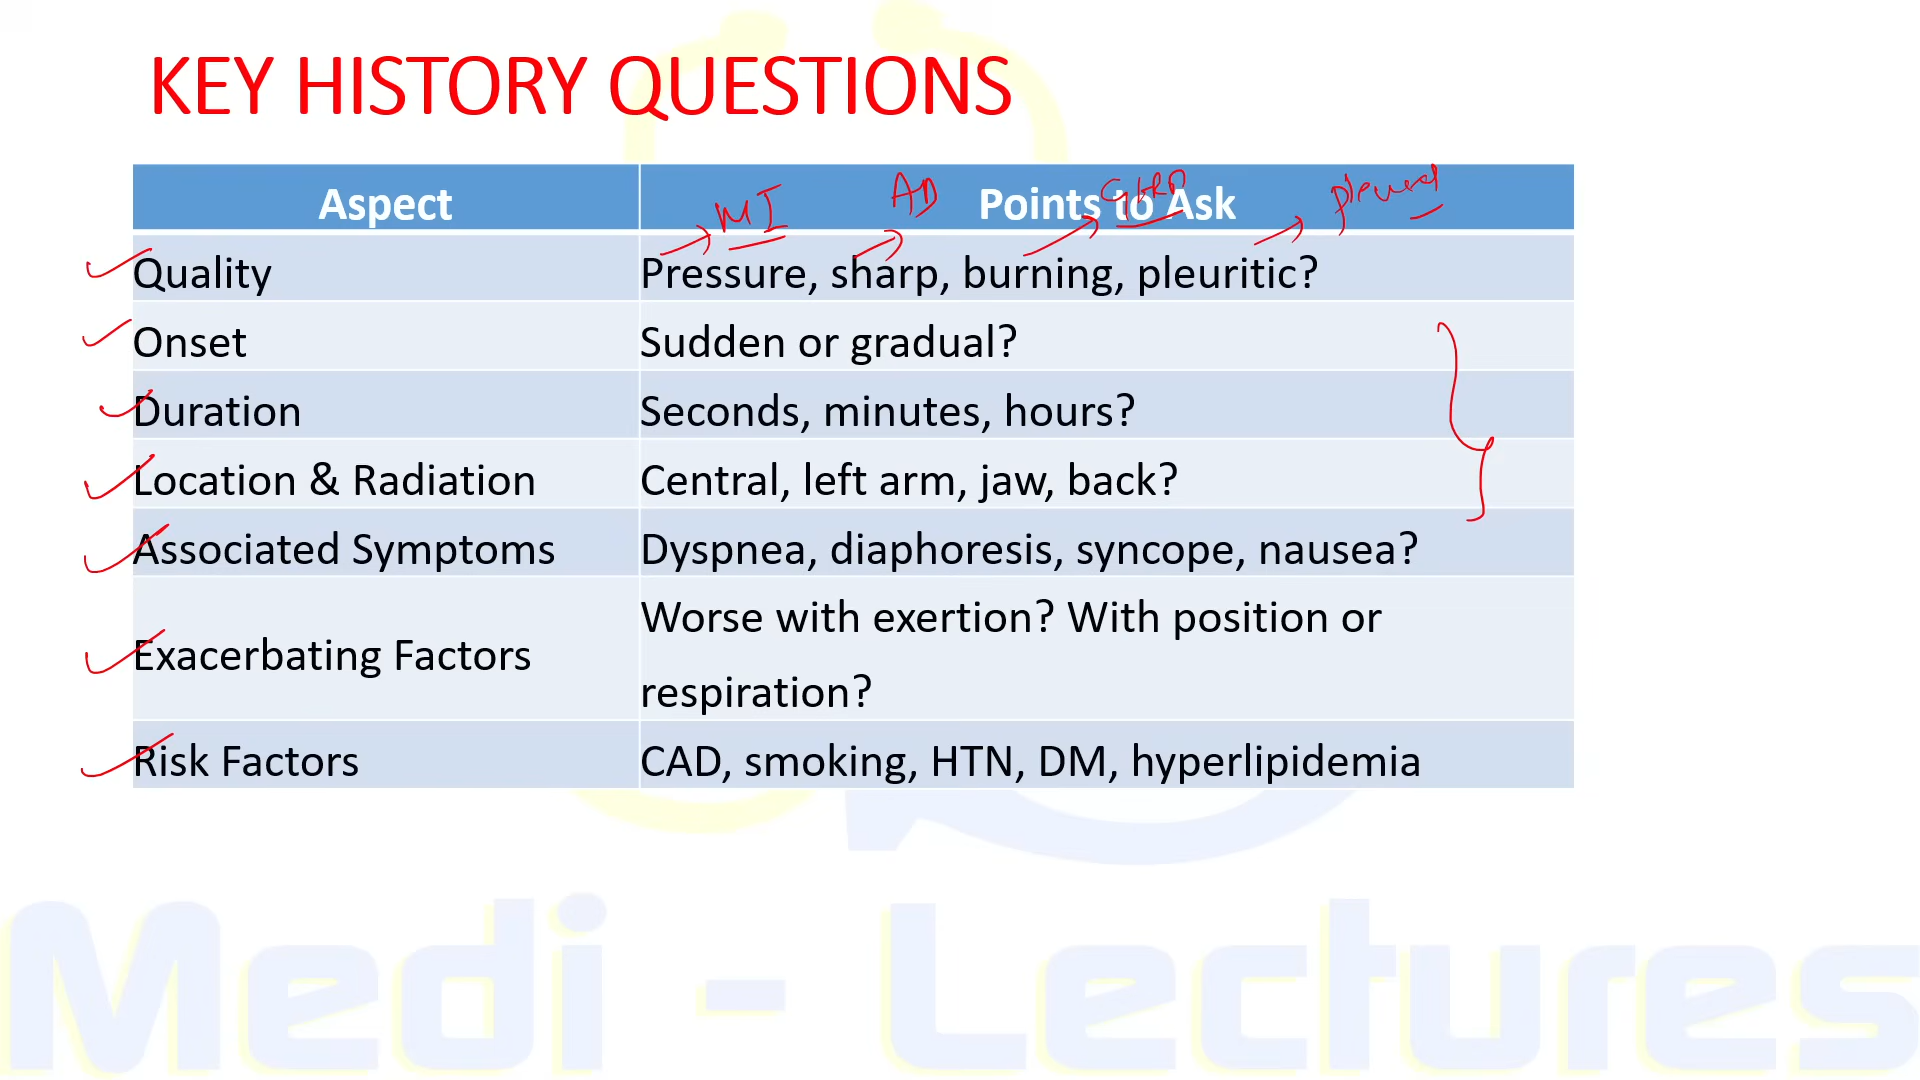 KEY HISTORY QUESTIONS
MI AD GERD pleural
Aspect Points to Ask
Quality Pressure, sharp, burning, pleuritic?
Onset Sudden or gradual?
Duration Seconds, minutes, hours?
Location & Radiation Central, left arm, jaw, back?
Associated Symptoms Dyspnea, diaphoresis, syncope, nausea?
Exacerbating Factors Worse with exertion? With position or
respiration?
Risk Factors CAD, smoking, HTN, DM, hyperlipidemia
Medi - Lectures